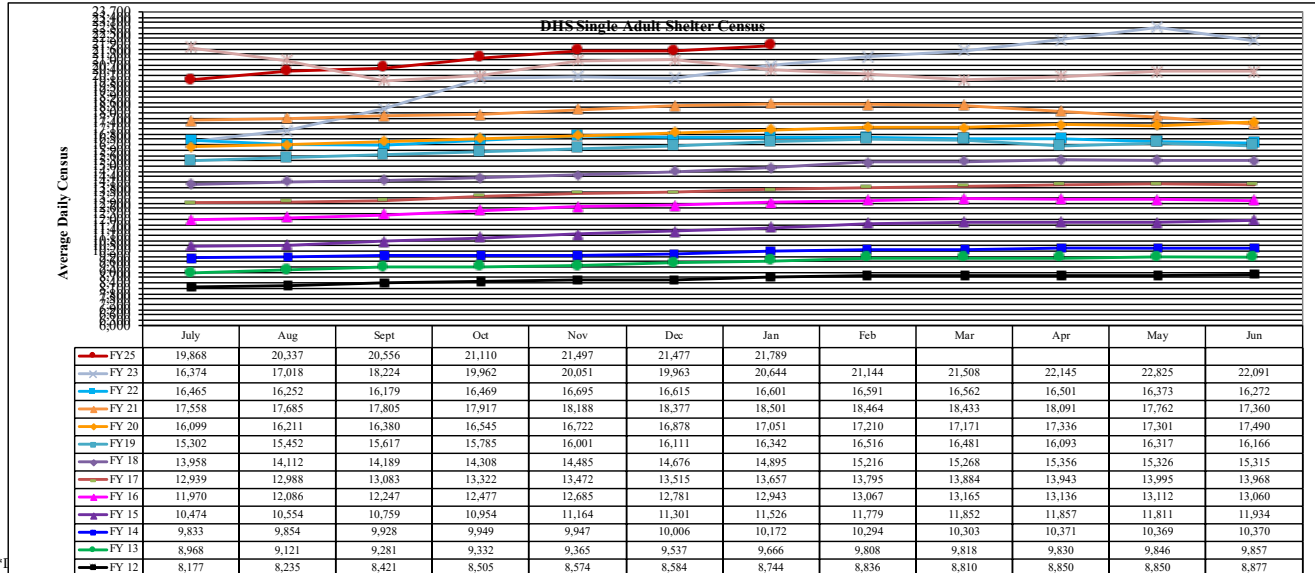 DHS Single Adult Shelter Census
Average Daily Census
23,700
6,000
July Aug Sept Oct Nov Dec Jan Feb Mar Apr May Jun
FY25 19,868 20,337 20,556 21,110 21,497 21,477 21,789
FY 23 16,374 17,018 18,224 19,962 20,051 19,963 20,644 21,144 21,508 22,145 22,825 22,091
FY 22 16,465 16,252 16,179 16,469 16,695 16,615 16,601 16,591 16,562 16,501 16,373 16,272
FY 21 17,558 17,685 17,805 17,917 18,188 18,377 18,501 18,464 18,433 18,091 17,762 17,360
FY 20 16,099 16,211 16,380 16,545 16,722 16,878 17,051 17,210 17,171 17,336 17,301 17,490
FY19 15,302 15,452 15,617 15,785 16,001 16,111 16,342 16,516 16,481 16,093 16,317 16,166
FY 18 13,958 14,112 14,189 14,308 14,485 14,676 14,895 15,216 15,268 15,356 15,326 15,315
FY 17 12,939 12,988 13,083 13,322 13,472 13,515 13,657 13,795 13,884 13,943 13,995 13,968
FY 16 11,970 12,086 12,247 12,477 12,685 12,781 12,943 13,067 13,165 13,136 13,112 13,060
FY 15 10,474 10,554 10,759 10,954 11,164 11,301 11,526 11,779 11,852 11,857 11,811 11,934
FY 14 9,833 9,854 9,928 9,949 9,947 10,006 10,172 10,294 10,303 10,371 10,369 10,370
FY 13 8,968 9,121 9,281 9,332 9,365 9,537 9,666 9,808 9,818 9,830 9,846 9,857
FY 12 8,177 8,235 8,421 8,505 8,574 8,584 8,744 8,836 8,810 8,850 8,850 8,877